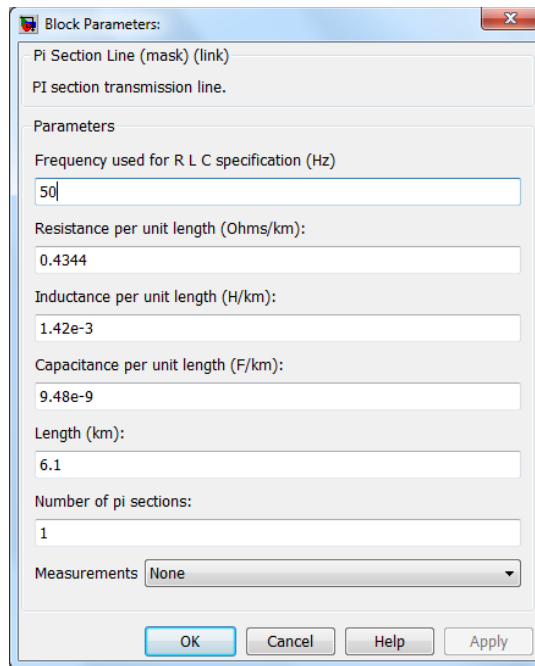 Block Parameters:
Pi Section Line (mask) (link)
PI section transmission line.
Parameters
Frequency used for R L C specification (Hz)
50
Resistance per unit length (Ohms/km):
0.4344
Inductance per unit length (H/km):
1.42e-3
Capacitance per unit length (F/km):
9.48e-9
Length (km):
6.1
Number of pi sections:
1
Measurements None
OK Cancel Help Apply